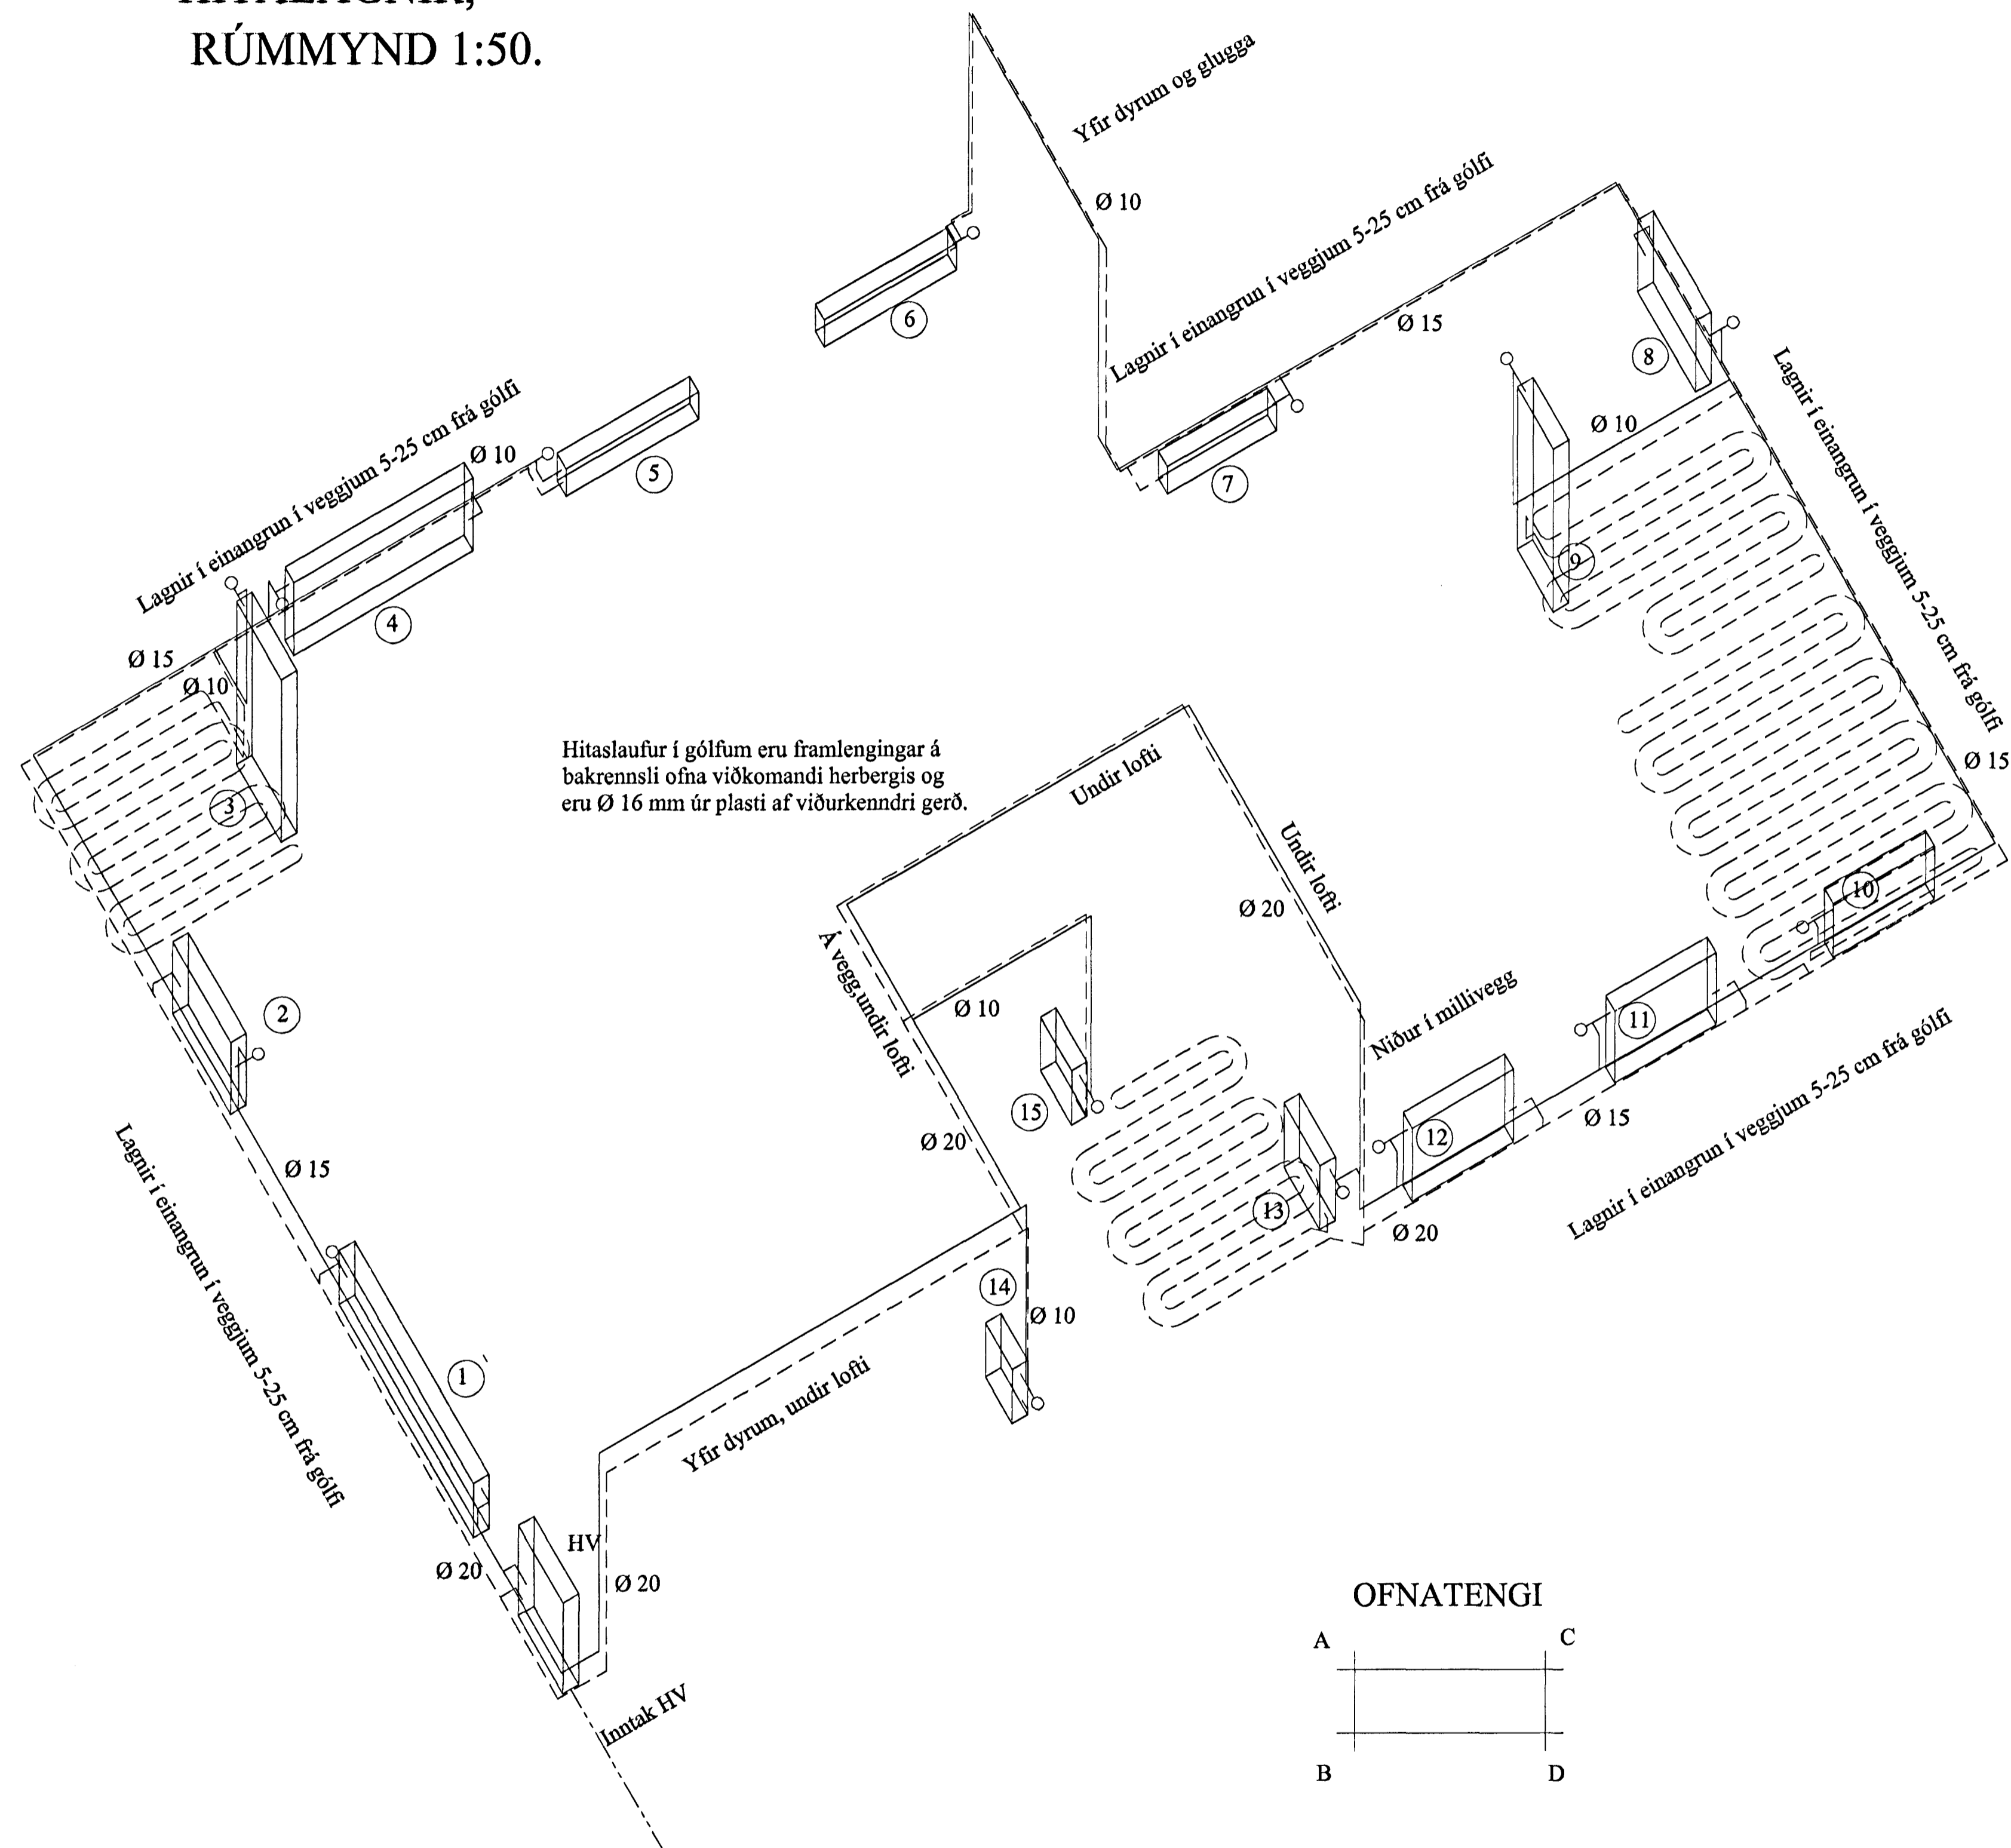 RÚMMYND 1:50.
Yfir dyrum og glugga
Ø 10
Lagnir í einangrun í veggjum 5-25 cm frá gólfi
Ø 15
6
8
7
Ø 10
9
Lagnir í einangrun í veggjum 5-25 cm frá gólfi
Ø 15
Lagnir í einangrun í veggjum 5-25 cm frá gólfi
Ø 10
5
4
Ø 15
Ø 10
3
Hitaslaufur í gólfum eru framlengingar á
bakrennsli ofna viðkomandi herbergis og
eru Ø 16 mm úr plasti af viðurkenndri gerð.
Undir lofti
Undir lofti
Ø 20
Á vegg,undir lofti
Ø 10
10
2
11
Niður í millivegg
15
12
Ø 15
Ø 20
Lagnir í einangrun í veggjum 5-25 cm frá gólfi
Ø 15
Lagnir í einangrun í veggjum 5-25 cm frá gólfi
13
Ø 20
14
Ø 10
1
Yfir dyrum, undir lofti
HV
Ø 20
Ø 20
Inntak HV
OFNATENGI
A
C
B
D